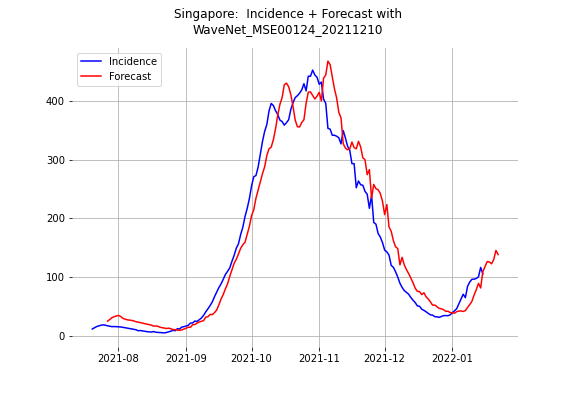 Singapore:  Incidence + Forecast with
WaveNet_MSE00124_20211210
Incidence
Forecast
400
300
200
100
0
2021-08 2021-09 2021-10 2021-11 2021-12 2022-01